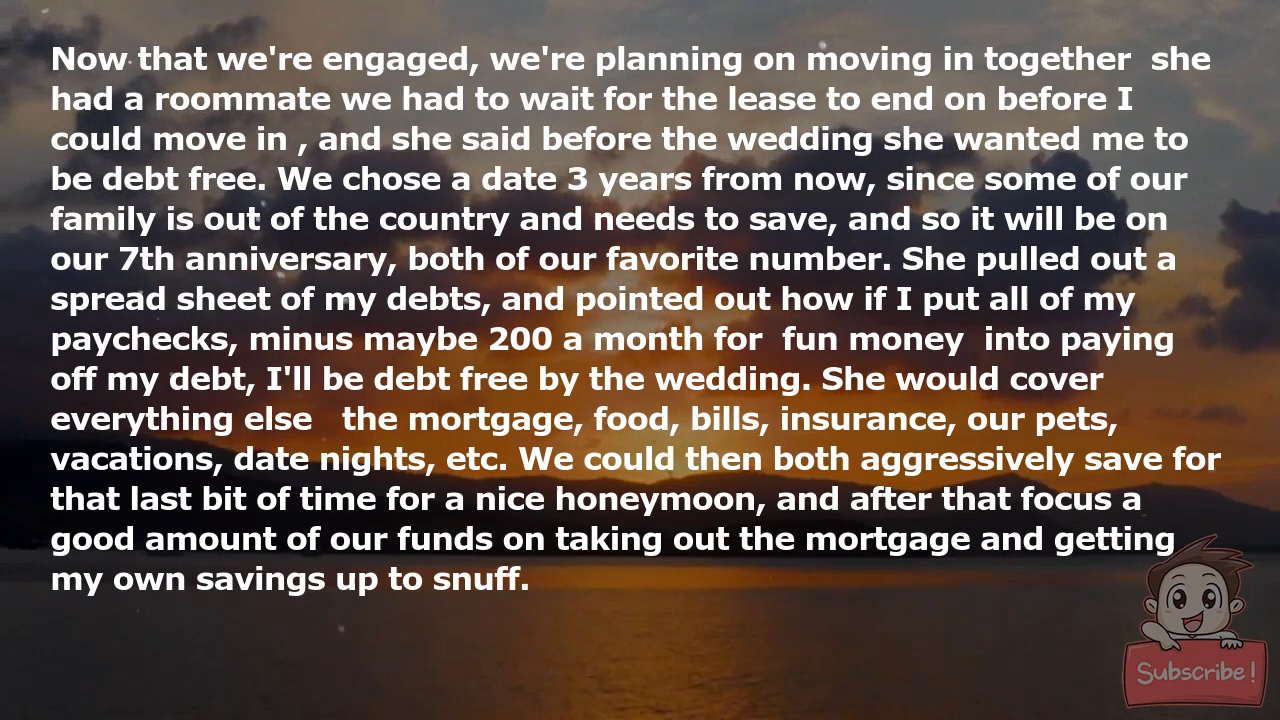 Now that we're engaged, we're planning on moving in together  she
had a roommate we had to wait for the lease to end on before I
could move in , and she said before the wedding she wanted me to
be debt free. We chose a date 3 years from now, since some of our
family is out of the country and needs to save, and so it will be on
our 7th anniversary, both of our favorite number. She pulled out a
spread sheet of my debts, and pointed out how if I put all of my
paychecks, minus maybe 200 a month for  fun money  into paying
off my debt, I'll be debt free by the wedding. She would cover
everything else   the mortgage, food, bills, insurance, our pets,
vacations, date nights, etc. We could then both aggressively save for
that last bit of time for a nice honeymoon, and after that focus a
good amount of our funds on taking out the mortgage and getting
my own savings up to snuff.
Subscribe!